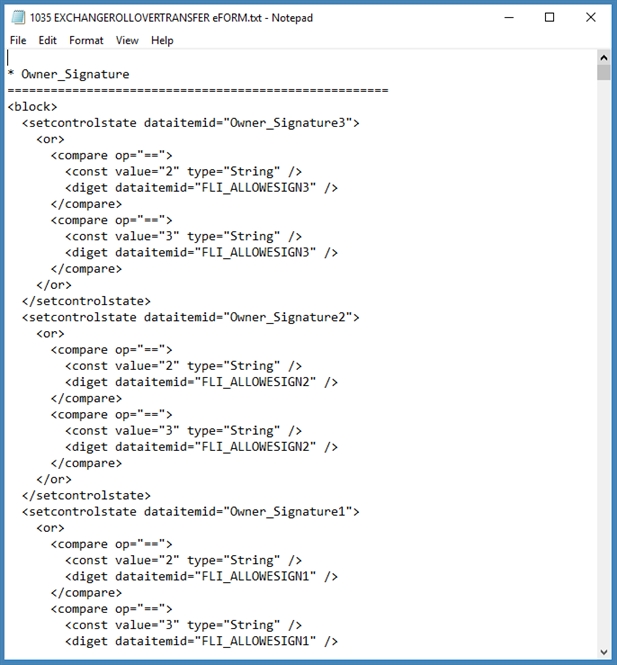 1035 EXCHANGEROLLOVERTRANSFER eFORM.txt - Notepad
File Edit Format View Help
* Owner_Signature
====================================================
<block>
  <setcontrolstate dataitemid="Owner_Signature3">
    <or>
      <compare op="==">
        <const value="2" type="String" />
        <diget dataitemid="FLI_ALLOWESIGN3" />
      </compare>
      <compare op="==">
        <const value="3" type="String" />
        <diget dataitemid="FLI_ALLOWESIGN3" />
      </compare>
    </or>
  </setcontrolstate>
  <setcontrolstate dataitemid="Owner_Signature2">
    <or>
      <compare op="==">
        <const value="2" type="String" />
        <diget dataitemid="FLI_ALLOWESIGN2" />
      </compare>
      <compare op="==">
        <const value="3" type="String" />
        <diget dataitemid="FLI_ALLOWESIGN2" />
      </compare>
    </or>
  </setcontrolstate>
  <setcontrolstate dataitemid="Owner_Signature1">
    <or>
      <compare op="==">
        <const value="2" type="String" />
        <diget dataitemid="FLI_ALLOWESIGN1" />
      </compare>
      <compare op="==">
        <const value="3" type="String" />
        <diget dataitemid="FLI_ALLOWESIGN1" />